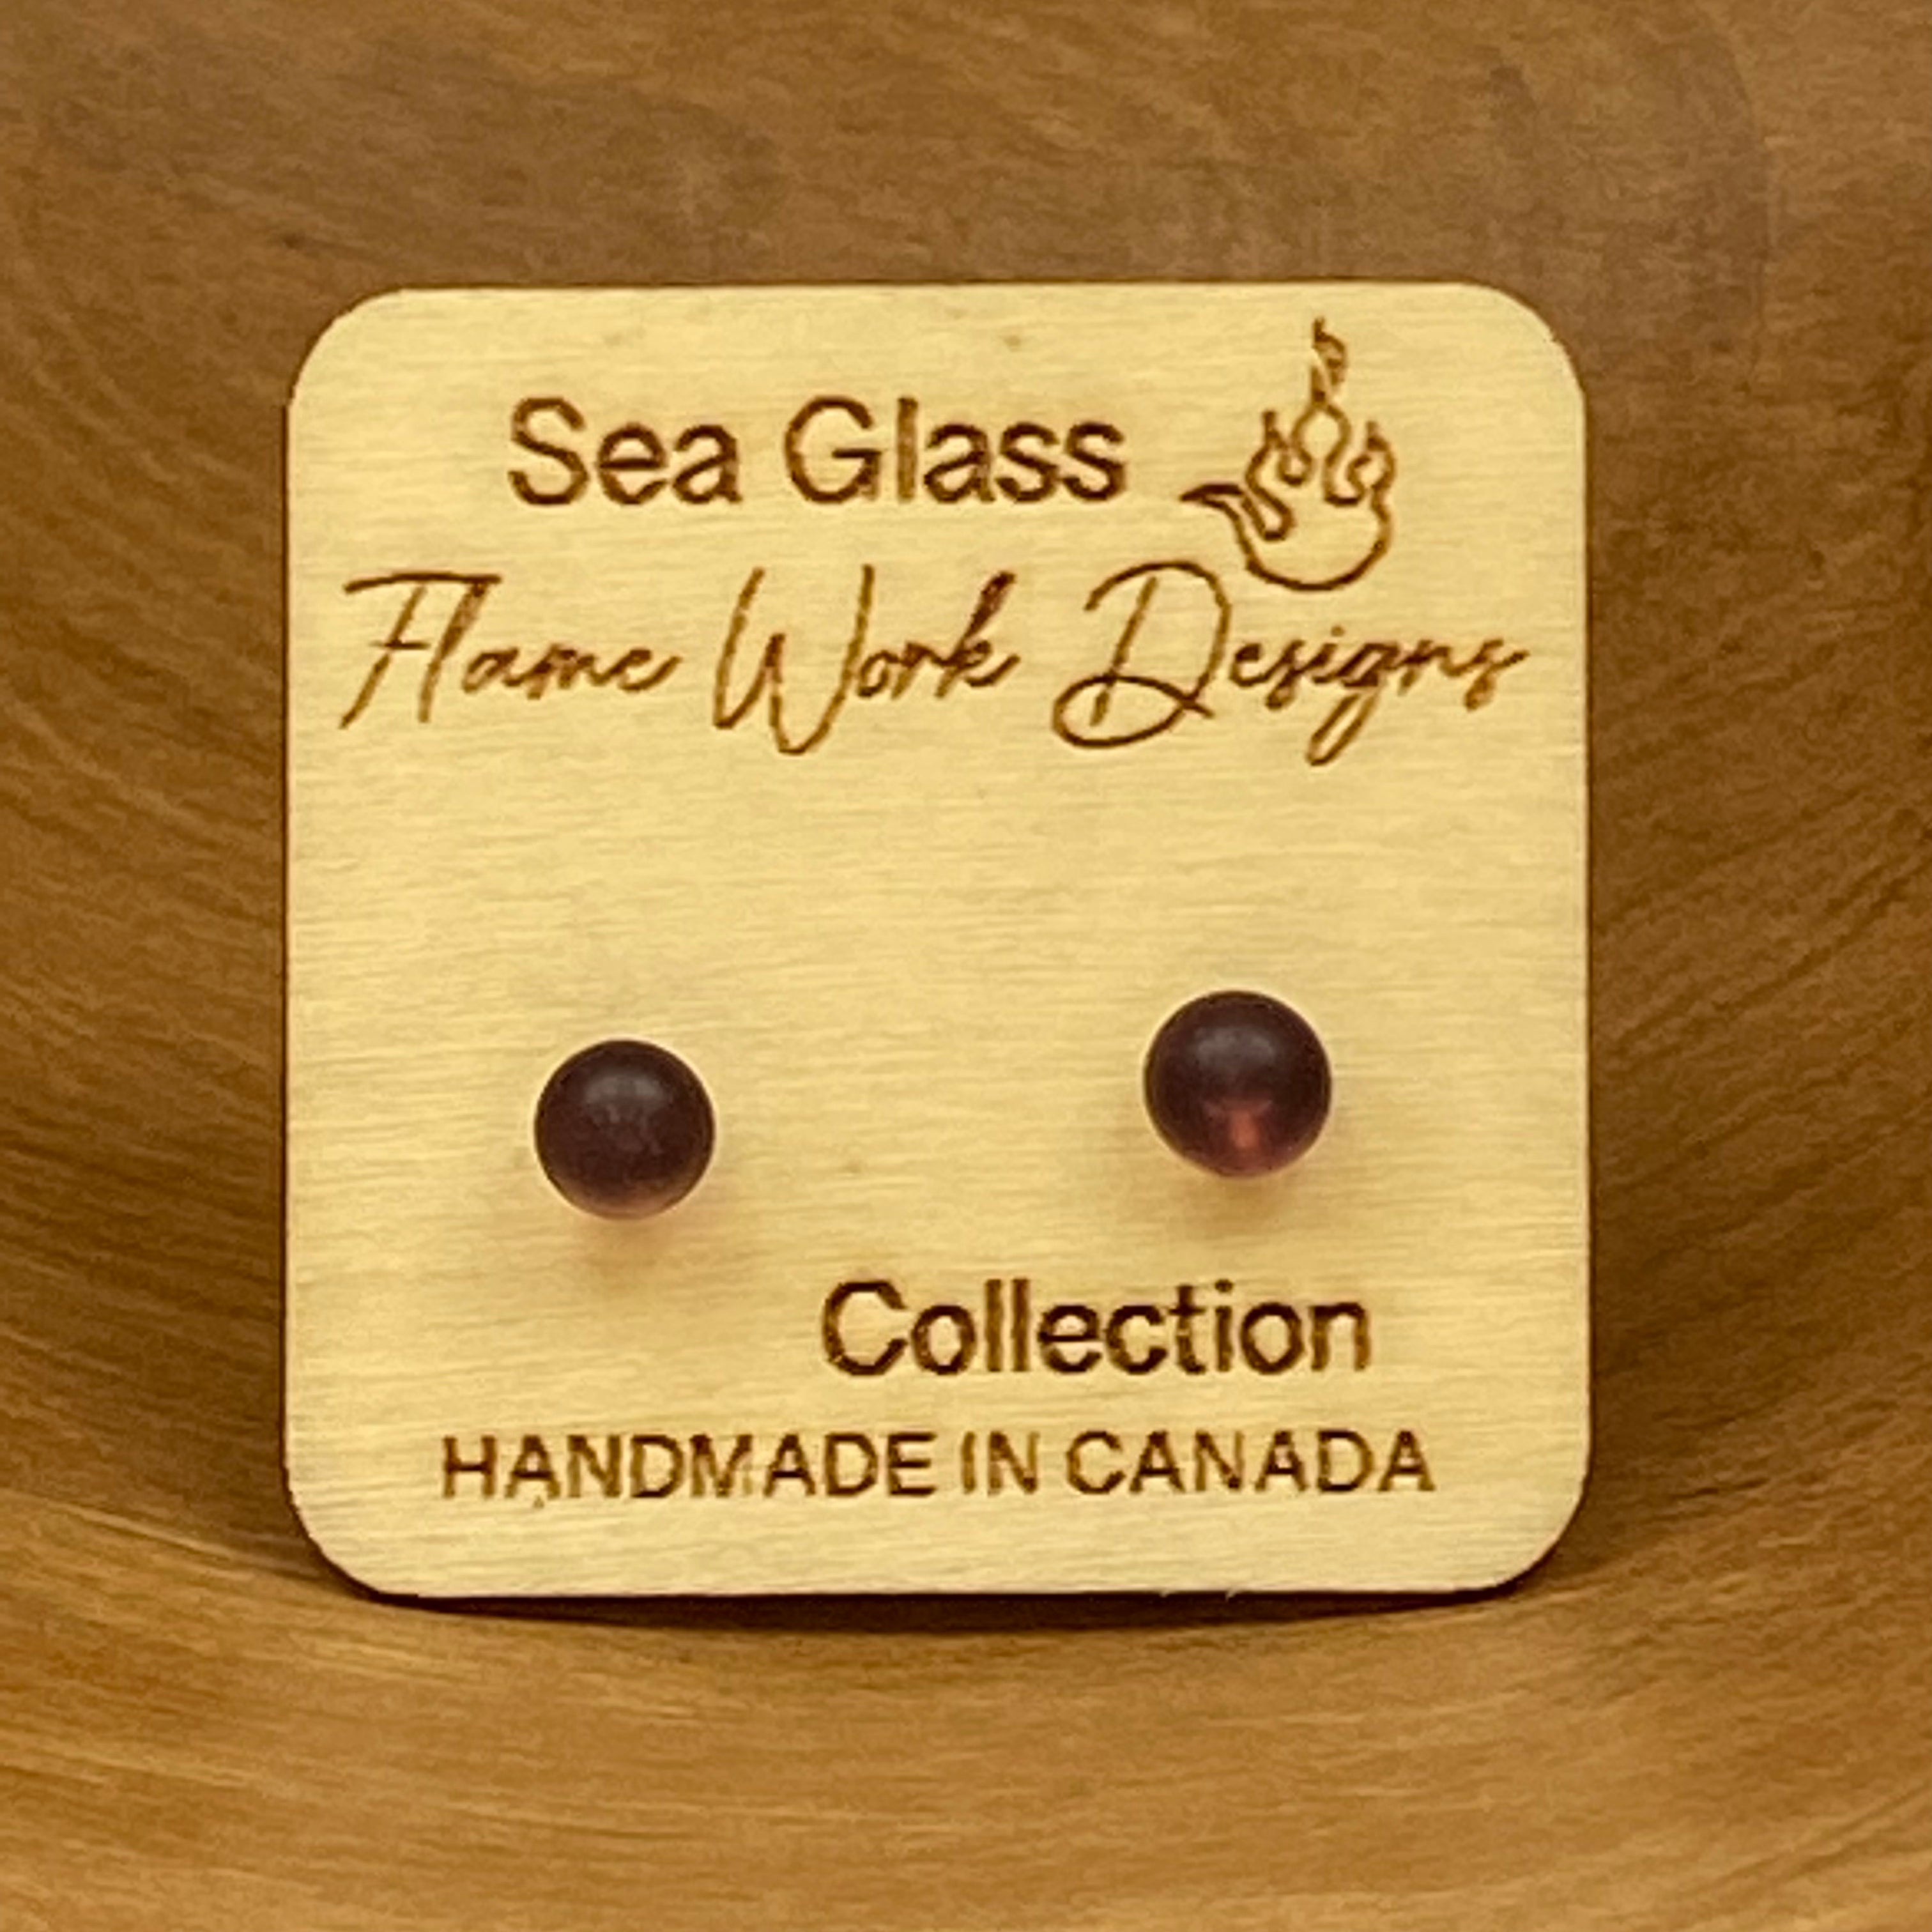 Sea Glass
Flame Work Designs
Collection
HANDMADE IN CANADA